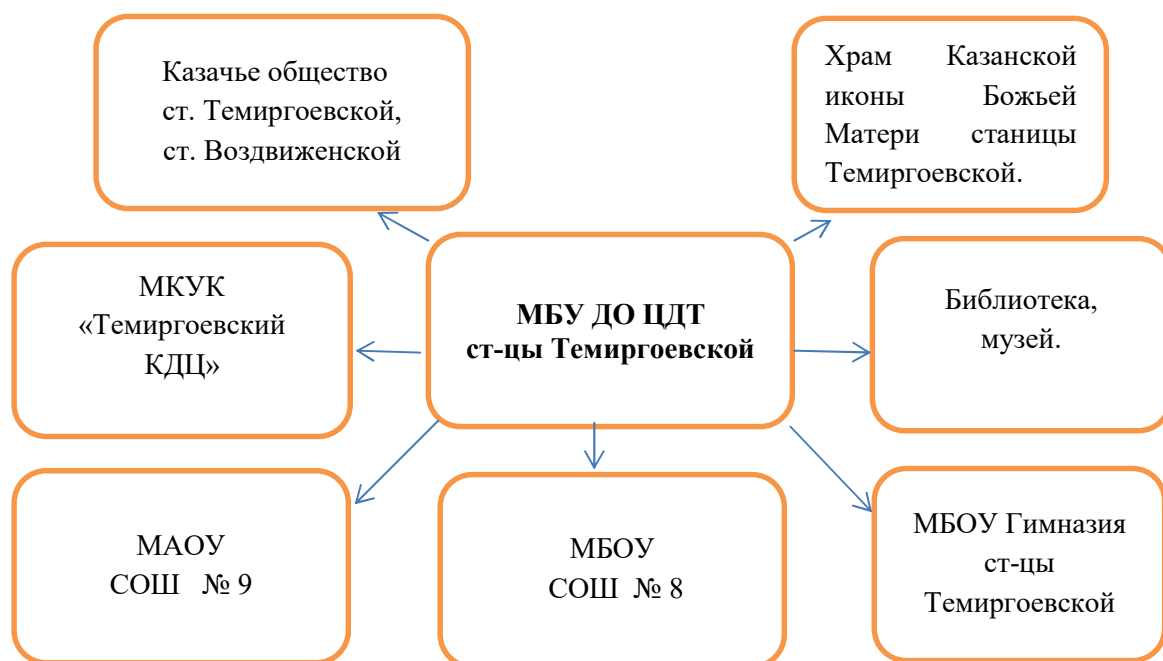 Казачье общество
ст. Темиргоевской,
ст. Воздвиженской
Храм Казанской
иконы Божьей
Матери станицы
Темиргоевской.
МКУК
«Темиргоевский
КДЦ»
МБУ ДО ЦДТ
ст-цы Темиргоевской
Библиотека,
музей.
МАОУ
СОШ № 9
МБОУ
СОШ № 8
МБОУ Гимназия
ст-цы
Темиргоевской